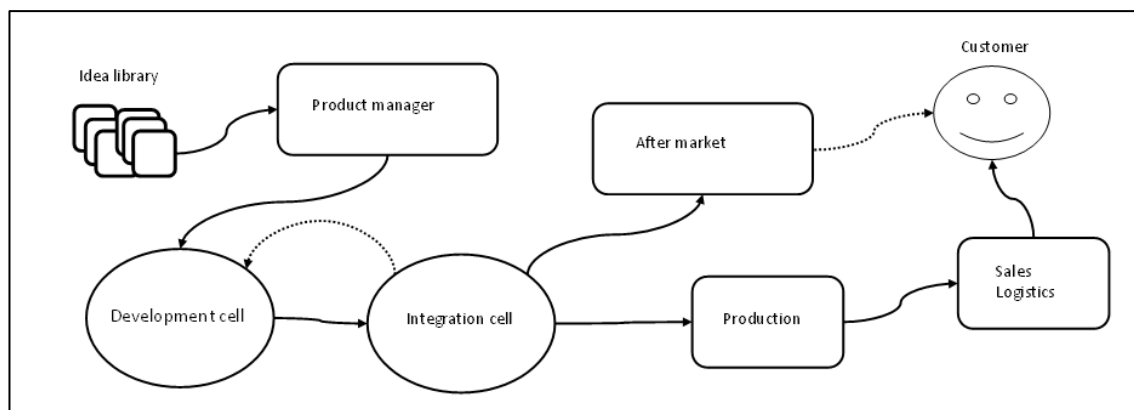 Customer
Idea library
Product manager
After market
Development cell
Integration cell
Production
Sales
Logistics